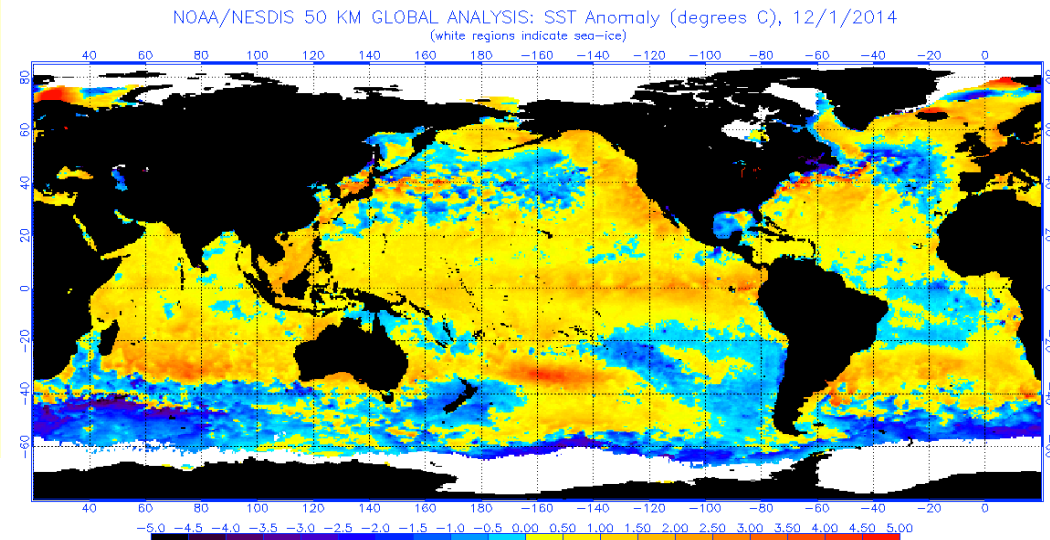 NOAA/NESDIS 50 KM GLOBAL ANALYSIS: SST Anomaly (degrees C), 12/1/2014
(white regions indicate sea-ice)
40 60 80 100 120 140 160 180 -160 -140 -120 -100 -80 -60 -40 -20 0
80
60
40
20
0
-20
-40
-60
40 60 80 100 120 140 160 180 -160 -140 -120 -100 -80 -60 -40 -20 0
-5.0 -4.5 -4.0 -3.5 -3.0 -2.5 -2.0 -1.5 -1.0 -0.5 0.00 0.50 1.00 1.50 2.00 2.50 3.00 3.50 4.00 4.50 5.00